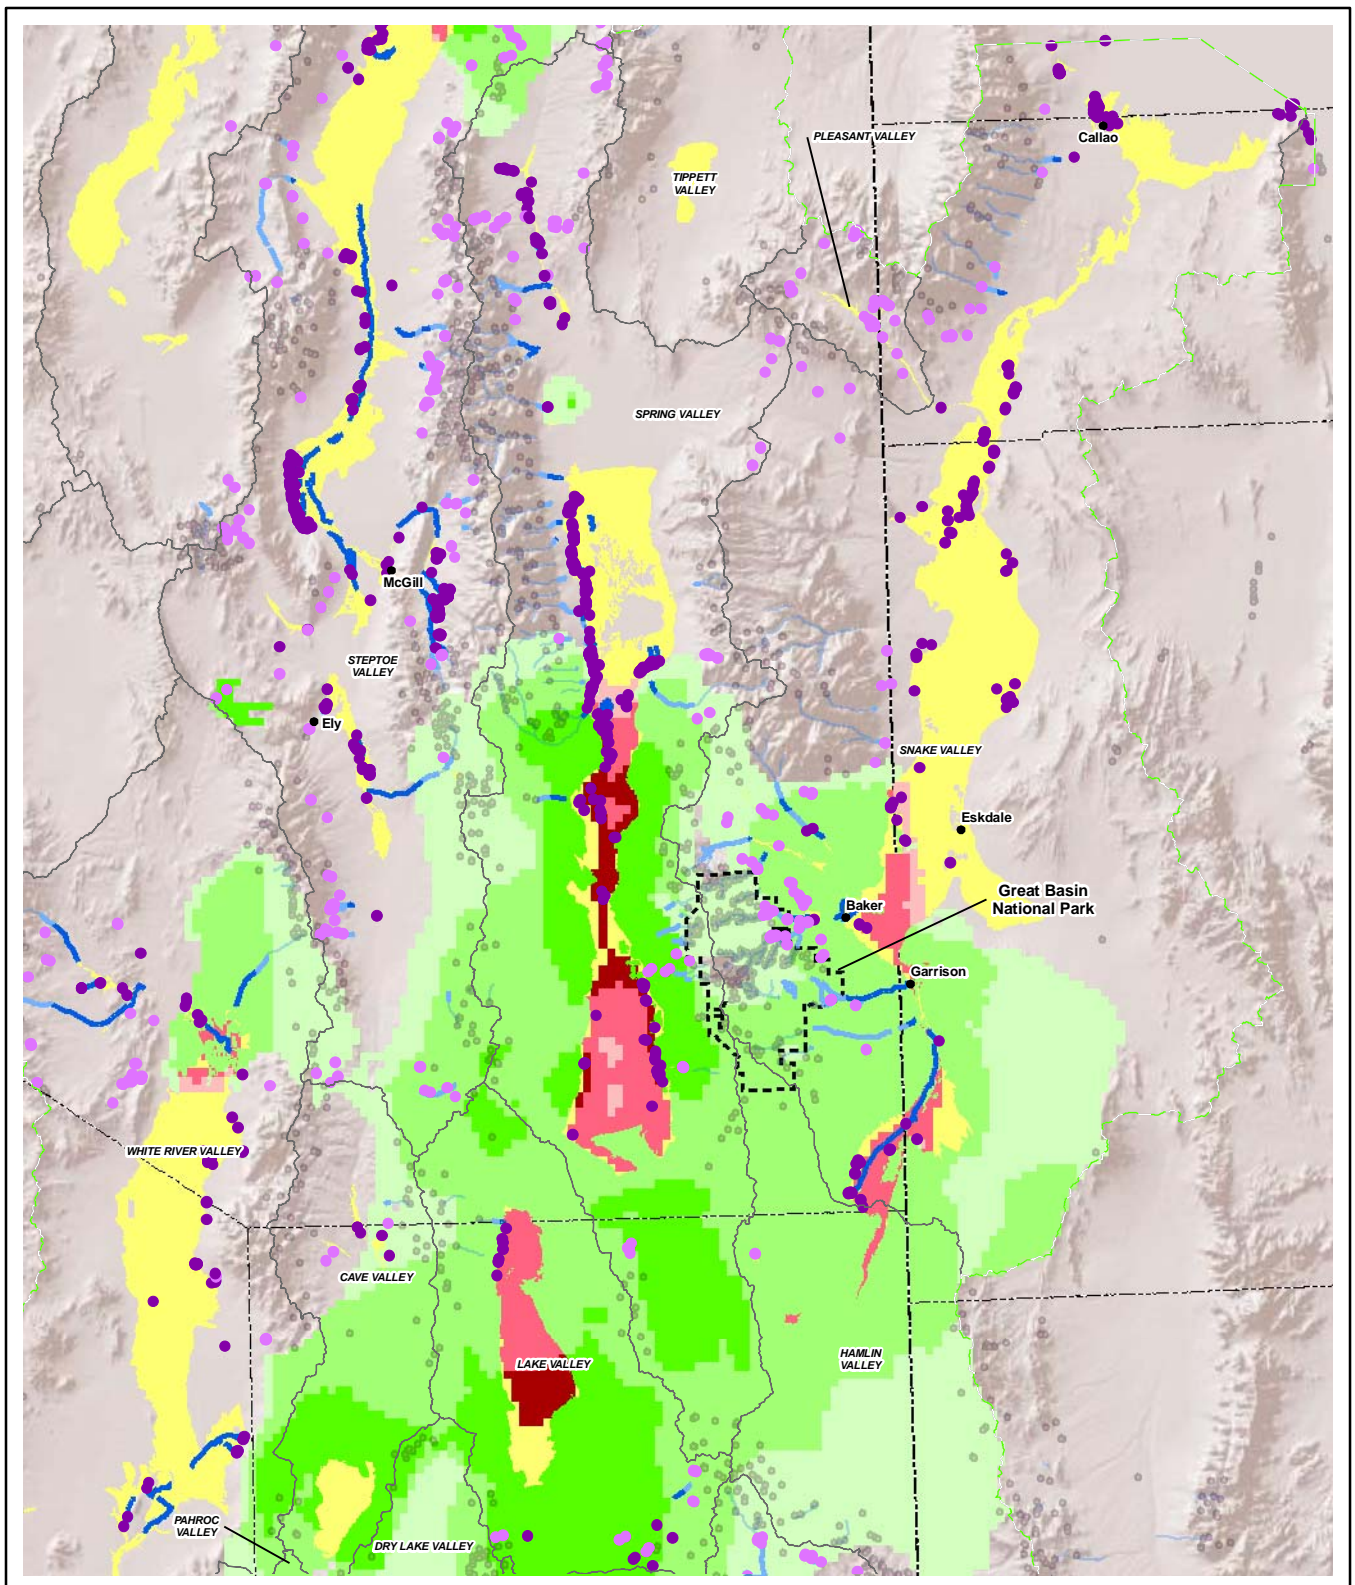 PLEASANT VALLEY
Callao
TIPPETT
VALLEY
SPRING VALLEY
McGill
STEPTOE
VALLEY
Ely
SNAKE VALLEY
Eskdale
Great Basin
National Park
Baker
Garrison
WHITE RIVER VALLEY
CAVE VALLEY
LAKE VALLEY
HAMLIN
VALLEY
PAHROC
VALLEY
DRY LAKE VALLEY